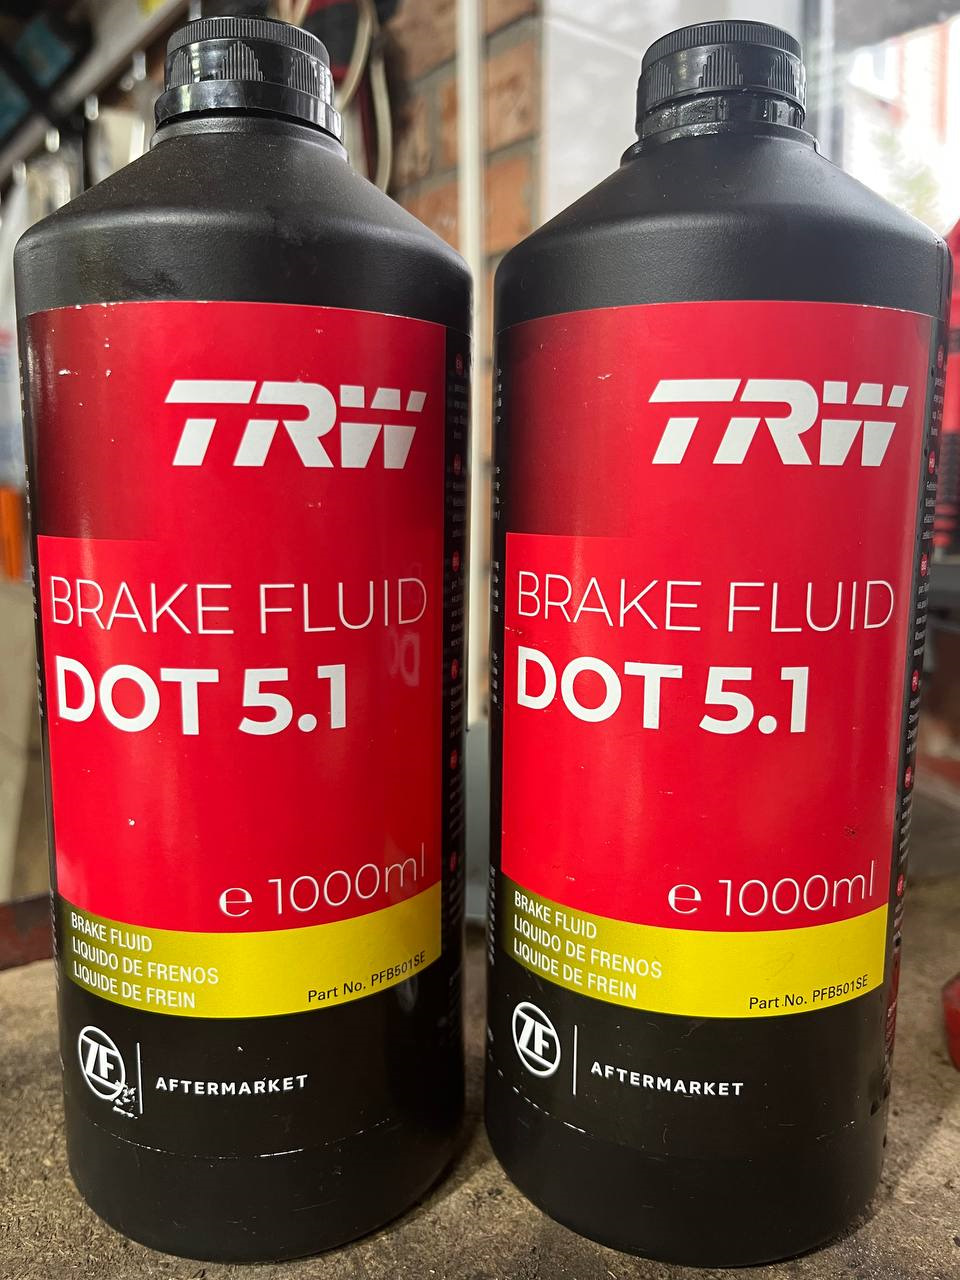 TRW
BRAKE FLUID
DOT 5.1
e 1000ml
BRAKE FLUID
LIQUIDO DE FRENOS
LIQUIDE DE FREIN
Part No. PFB501SE
ZF
AFTERMARKET
TRW
BRAKE FLUID
DOT 5.1
e 1000ml
BRAKE FLUID
LIQUIDO DE FRENOS
LIQUIDE DE FREIN
Part No. PFB501SE
ZF
AFTERMARKET